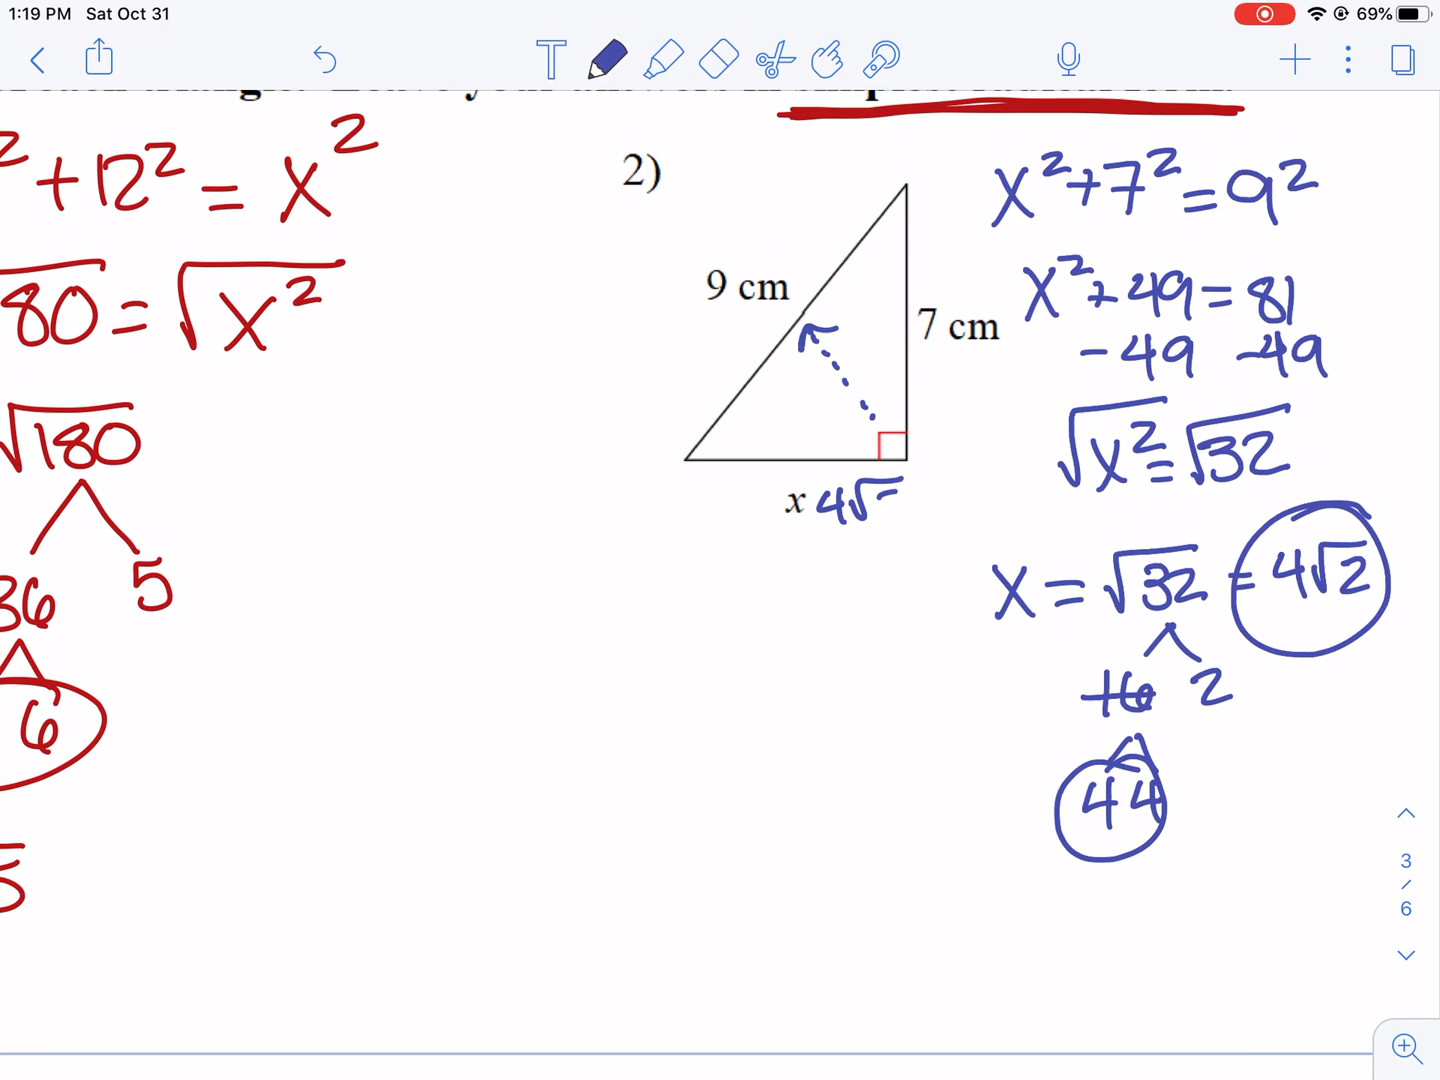 1:19 PM Sat Oct 31
69%
T
+12² = x²
80 = √x²
√180
36 5
6
5
2)
9 cm
7 cm
x 4√
x² + 7² = 9²
x² + 49 = 81
- 49 - 49
√x² = √32
x = √32 = 4√2
16 2
4 4
3
/
6